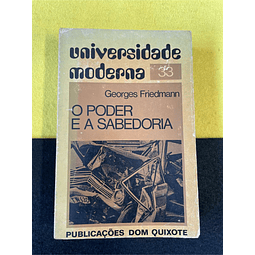 universidade
moderna 33
Georges Friedmann
O PODER
E A SABEDORIA
PUBLICAÇÕES DOM QUIXOTE